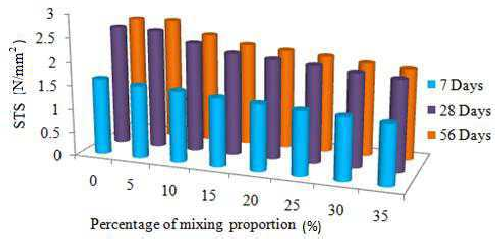 3
2.5
2
1.5
1
0.5
0
STS (N/mm²)
0 5 10 15 20 25 30 35
Percentage of mixing proportion (%)
7 Days
28 Days
56 Days